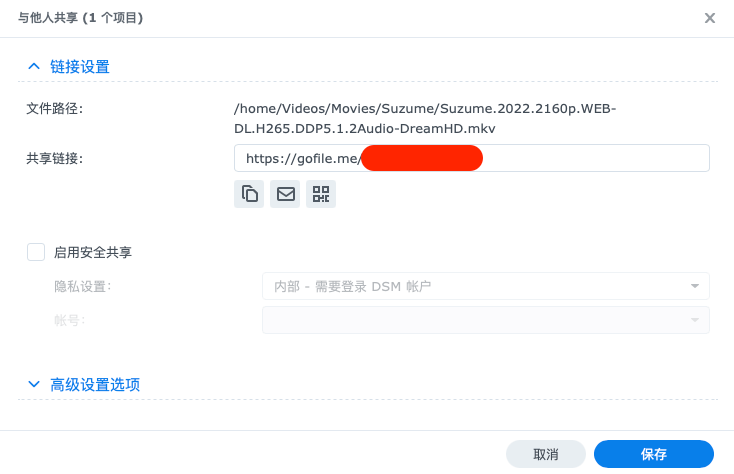 与他人共享 (1 个项目)
链接设置
文件路径:
/home/Videos/Movies/Suzume/Suzume.2022.2160p.WEB-
DL.H265.DDP5.1.2Audio-DreamHD.mkv
共享链接:
https://gofile.me/
启用安全共享
隐私设置:
内部 - 需要登录 DSM 帐户
帐号:
高级设置选项
取消
保存